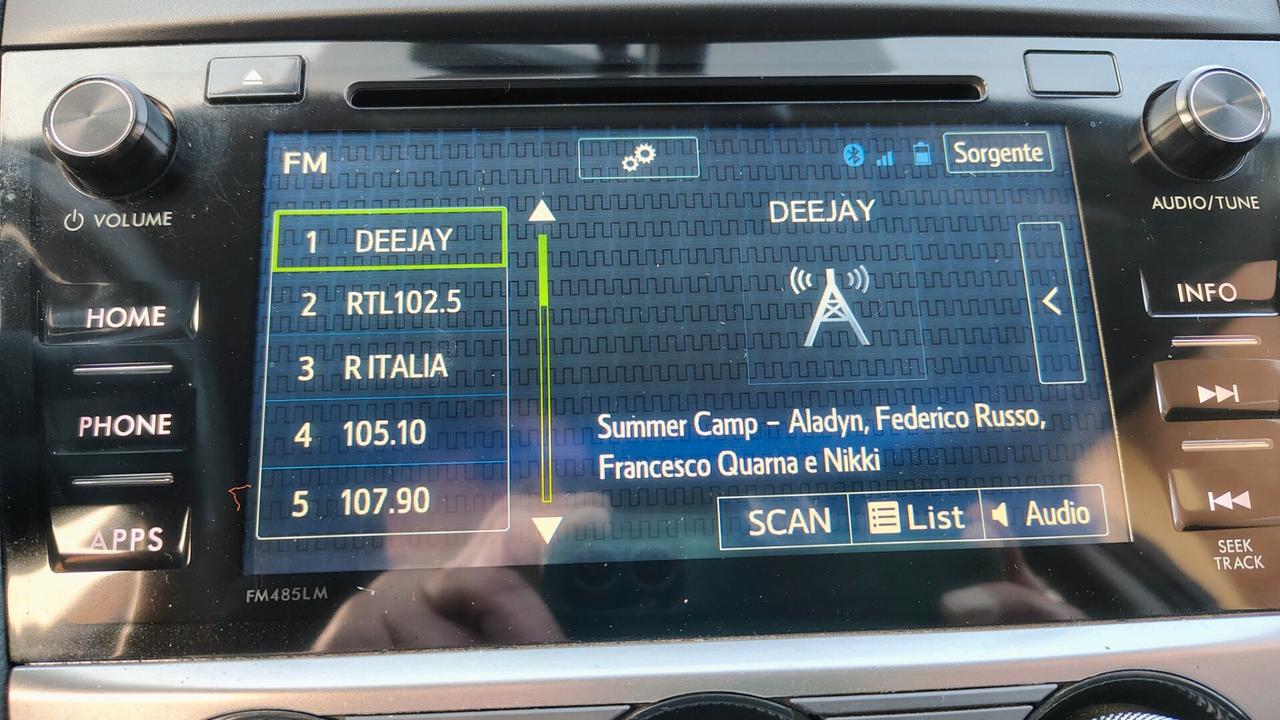 VOLUME
AUDIO/TUNE
HOME
PHONE
APPS
FM
Sorgente
1 DEEJAY
2 RTL102.5
3 R ITALIA
4 105.10
5 107.90
DEEJAY
<
Summer Camp – Aladyn, Federico Russo,
Francesco Quarna e Nikki
SCAN
List
Audio
INFO
SEEK
TRACK
FM485LM